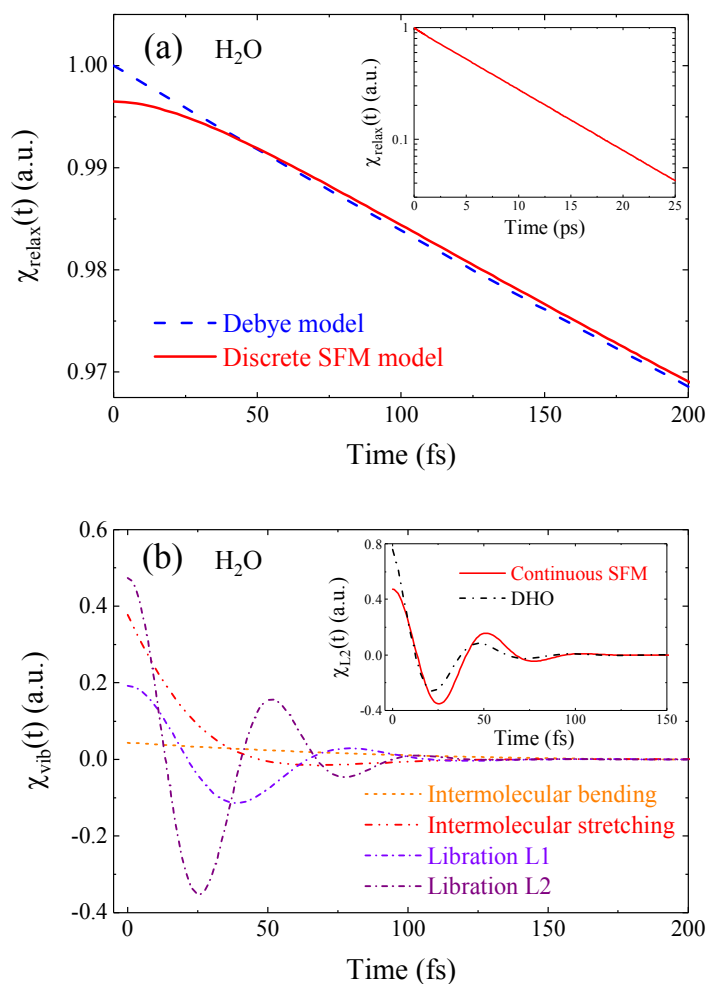 (a) H₂O
1.00
0.99
0.98
0.97
χrelax(t) (a.u.)
0 50 100 150 200
Time (fs)
Debye model
Discrete SFM model
1
0.1
χrelax(t) (a.u.)
0 5 10 15 20 25
Time (ps)
(b) H₂O
0.6
0.4
0.2
0.0
-0.2
-0.4
χvib(t) (a.u.)
0 50 100 150 200
Time (fs)
Intermolecular bending
Intermolecular stretching
Libration L1
Libration L2
0.8
0.4
0.0
-0.4
χL2(t) (a.u.)
0 50 100 150
Time (fs)
Continuous SFM
DHO